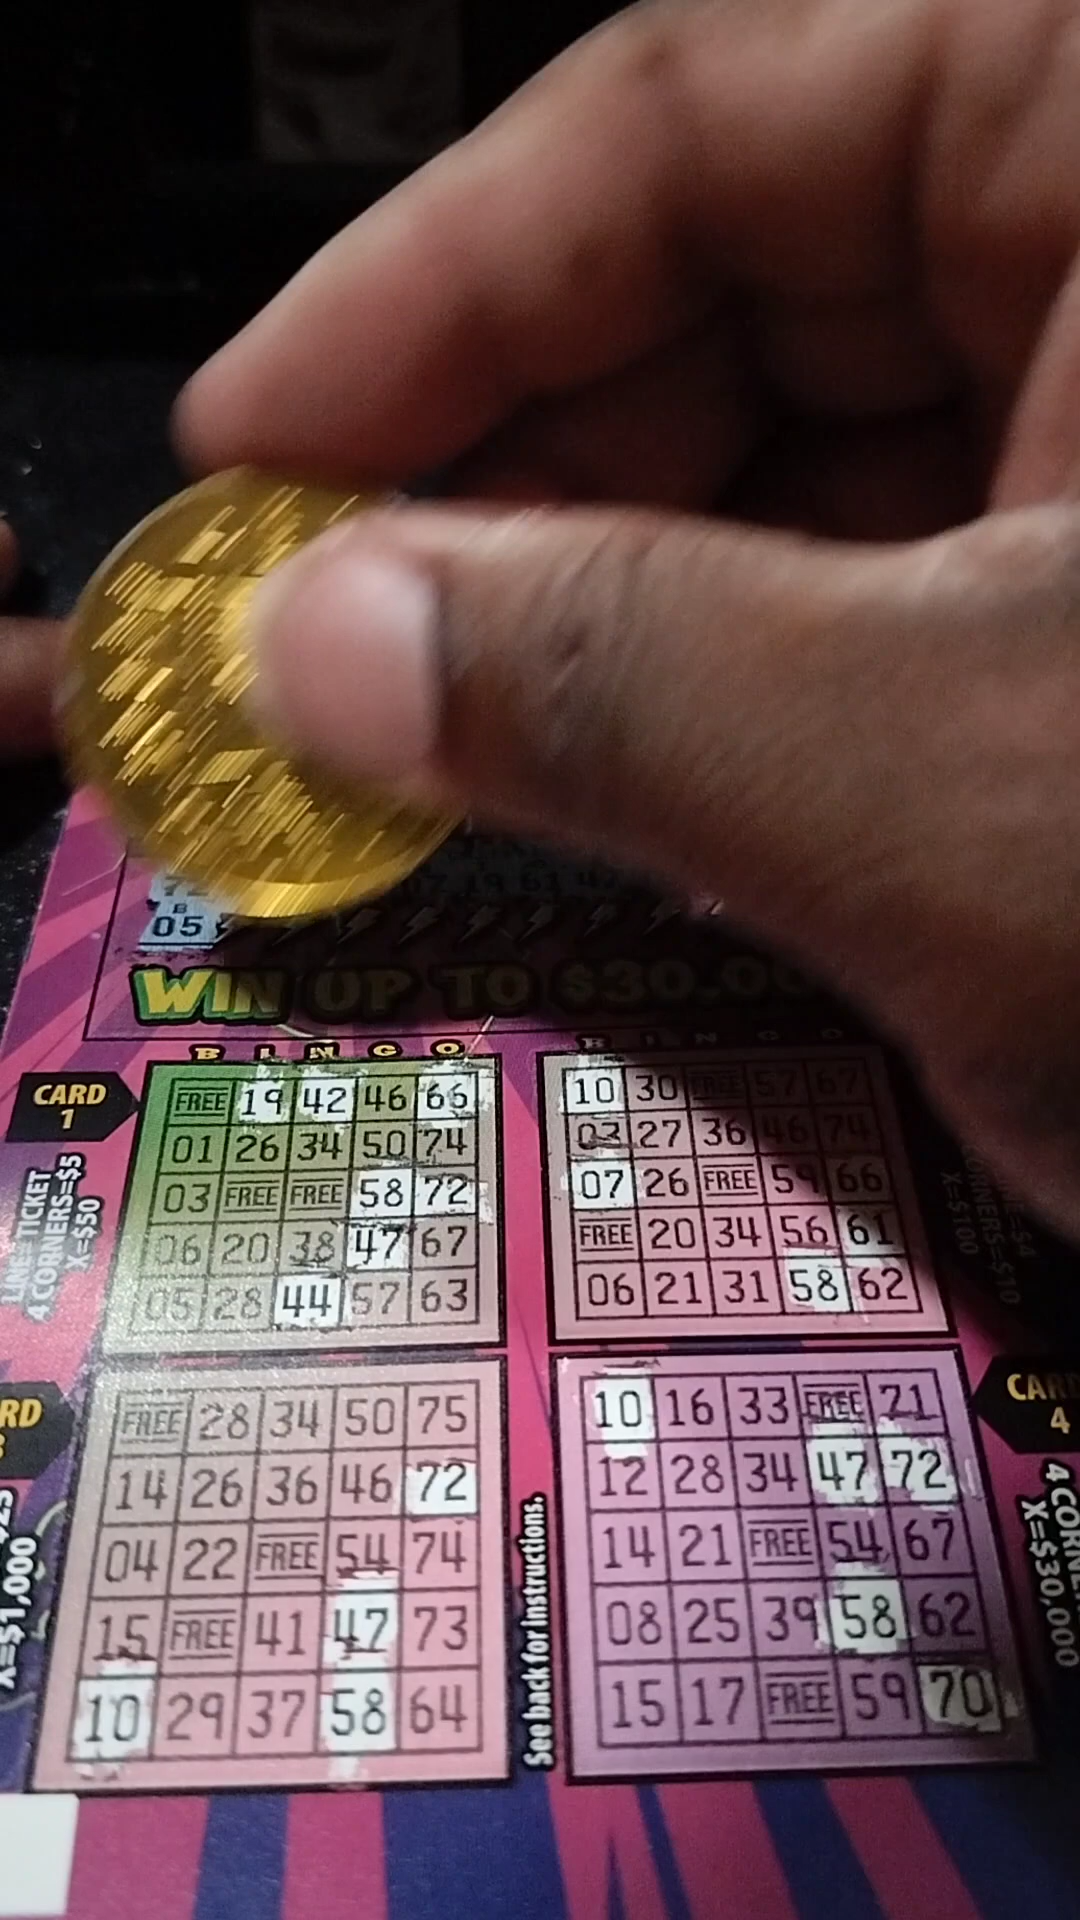 B
05
WIN UP TO $30,00
B I N G O
B I N G O
CARD
1
LINE= TICKET
4 CORNERS=$5
X=$50
FREE 19 42 46 66
01 26 34 50 74
03 FREE FREE 58 72
06 20 38 47 67
05 28 44 57 63
10 30 FREE 57 67
03 27 36 46 74
07 26 FREE 59 66
FREE 20 34 56 61
06 21 31 58 62
CORNERS=$10
X=$100
RD
X=$1,000
FREE 28 34 50 75
14 26 36 46 72
04 22 FREE 54 74
15 FREE 41 47 73
10 29 37 58 64
See back for instructions.
10 16 33 FREE 71
12 28 34 47 72
14 21 FREE 54 67
08 25 39 58 62
15 17 FREE 59 70
CARD
4
4 CORN
X=$30,000